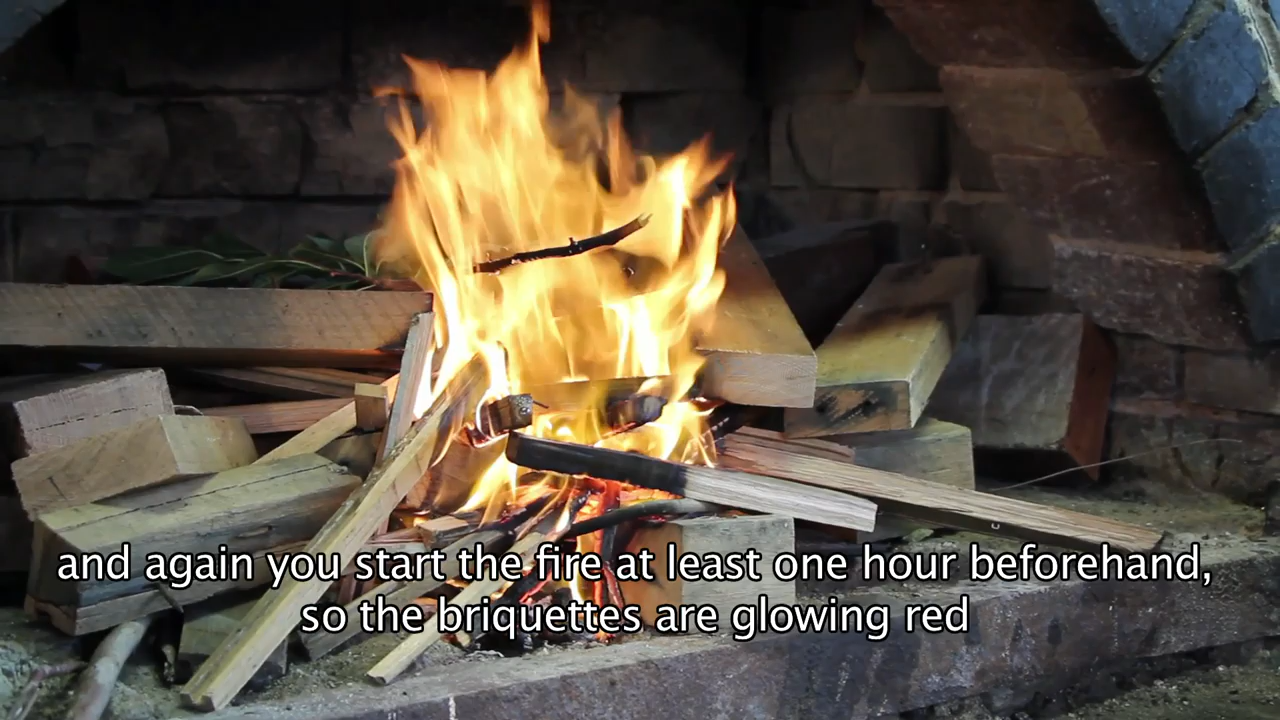 and again you start the fire at least one hour beforehand,
so the briquettes are glowing red